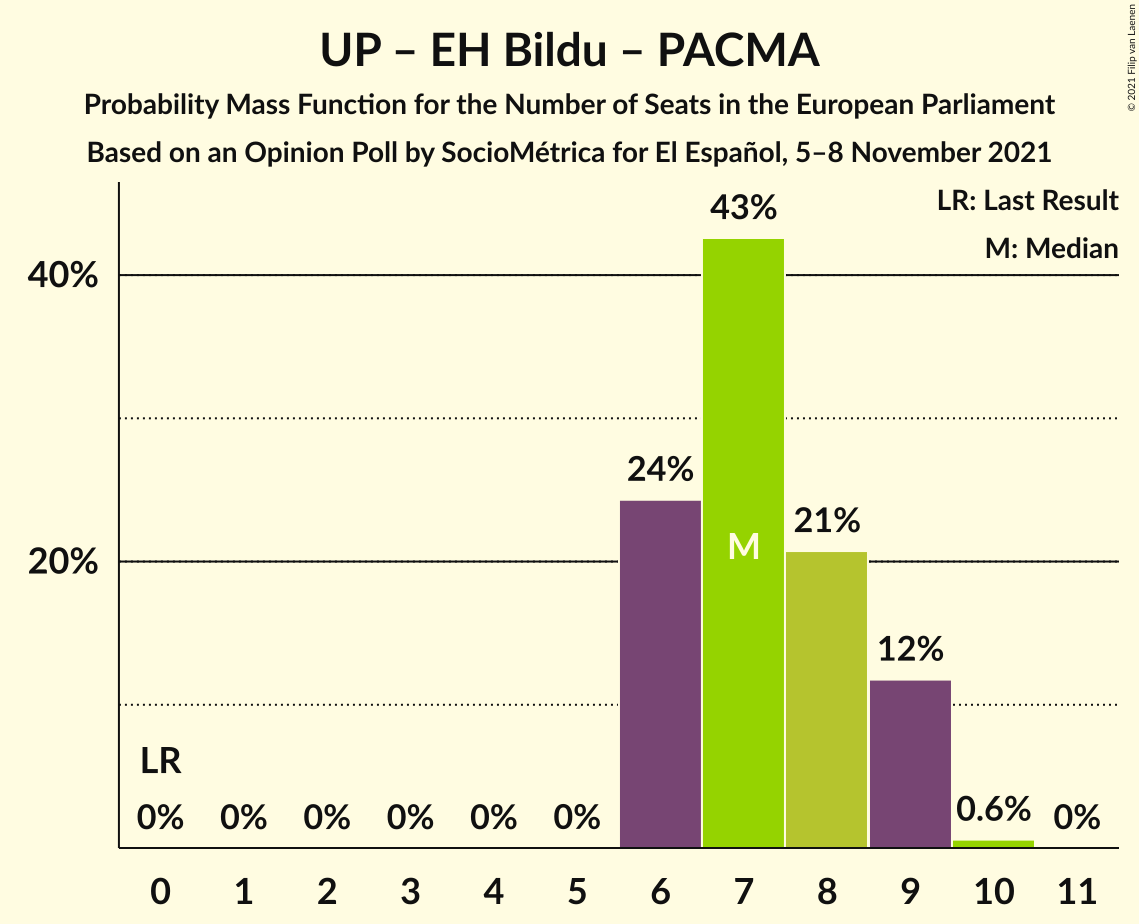 UP – EH Bildu – PACMA
Probability Mass Function for the Number of Seats in the European Parliament
Based on an Opinion Poll by SocioMétrica for El Español, 5–8 November 2021
© 2021 Filip van Laenen
LR: Last Result
M: Median
40%
20%
43%
24%
M
21%
12%
LR
0%
0%
0%
0%
0%
0%
0.6%
0%
0 1 2 3 4 5 6 7 8 9 10 11